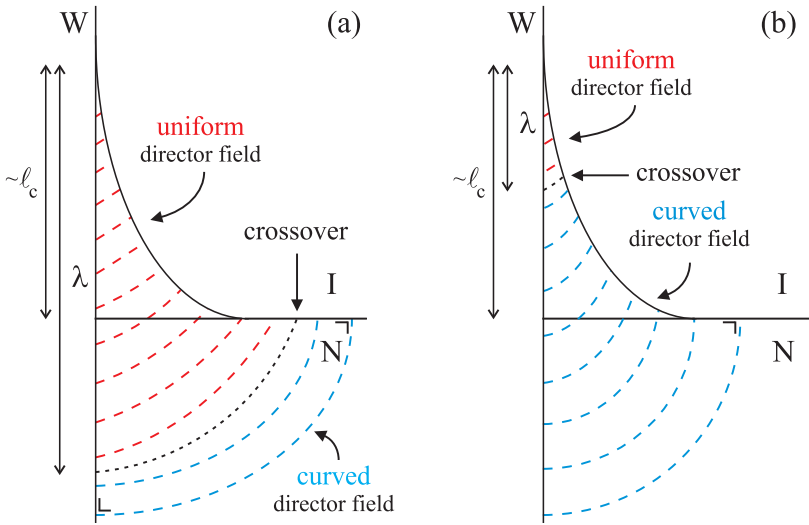 W
(a)
uniform
director field
~ℓc
crossover
λ
I
N
curved
director field
W
(b)
uniform
director field
λ
crossover
~ℓc
curved
director field
I
N